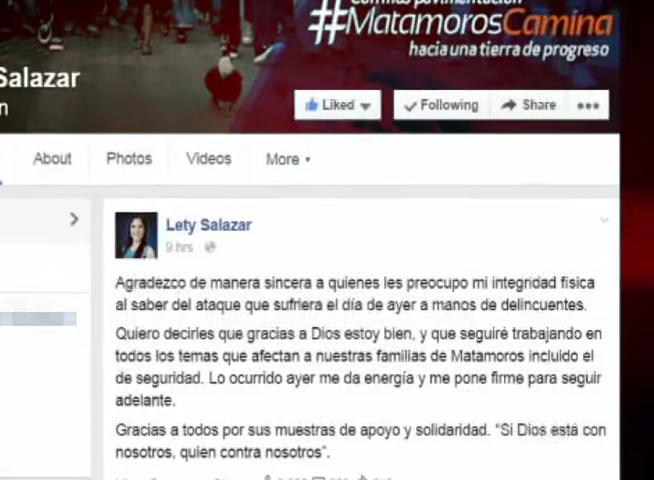 Con más pavimentación
#MatamorosCamina
hacia una tierra de progreso
Salazar
n
Liked
Following
Share
About
Photos
Videos
More
Lety Salazar
9 hrs
Agradezco de manera sincera a quienes les preocupo mi integridad física
al saber del ataque que sufriera el día de ayer a manos de delincuentes.
Quiero decirles que gracias a Dios estoy bien, y que seguiré trabajando en
todos los temas que afectan a nuestras familias de Matamoros incluido el
de seguridad. Lo ocurrido ayer me da energía y me pone firme para seguir
adelante.
Gracias a todos por sus muestras de apoyo y solidaridad. "Si Dios está con
nosotros, quien contra nosotros".